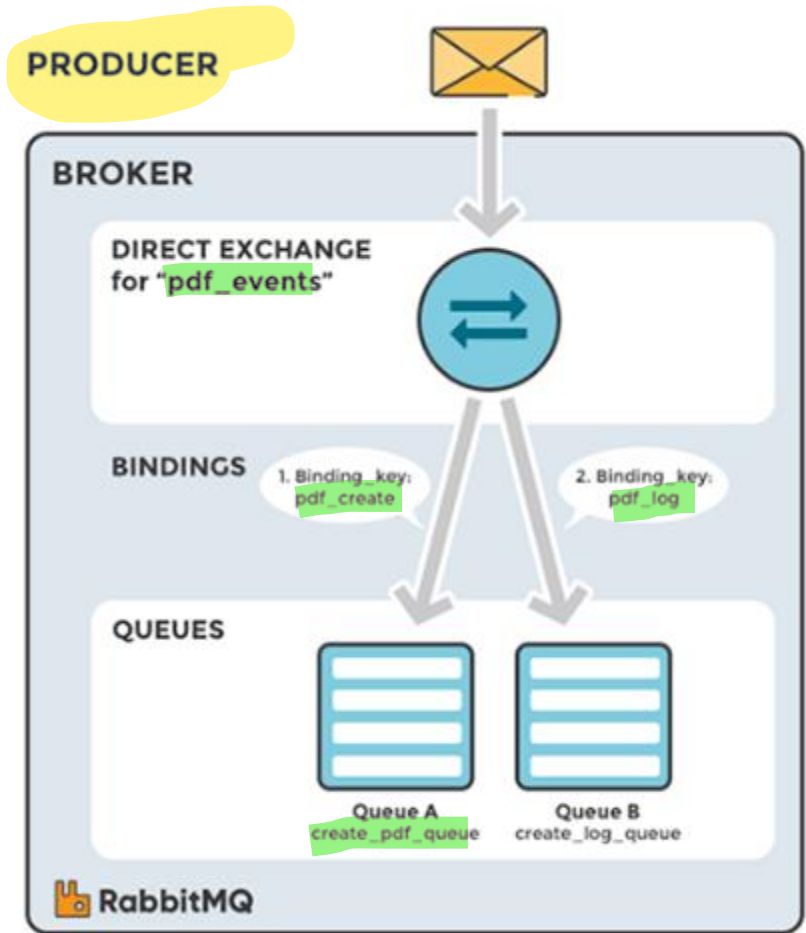 PRODUCER
BROKER
DIRECT EXCHANGE
for “pdf_events”
BINDINGS
1. Binding_key:
pdf_create
2. Binding_key:
pdf_log
QUEUES
Queue A
create_pdf_queue
Queue B
create_log_queue
RabbitMQ